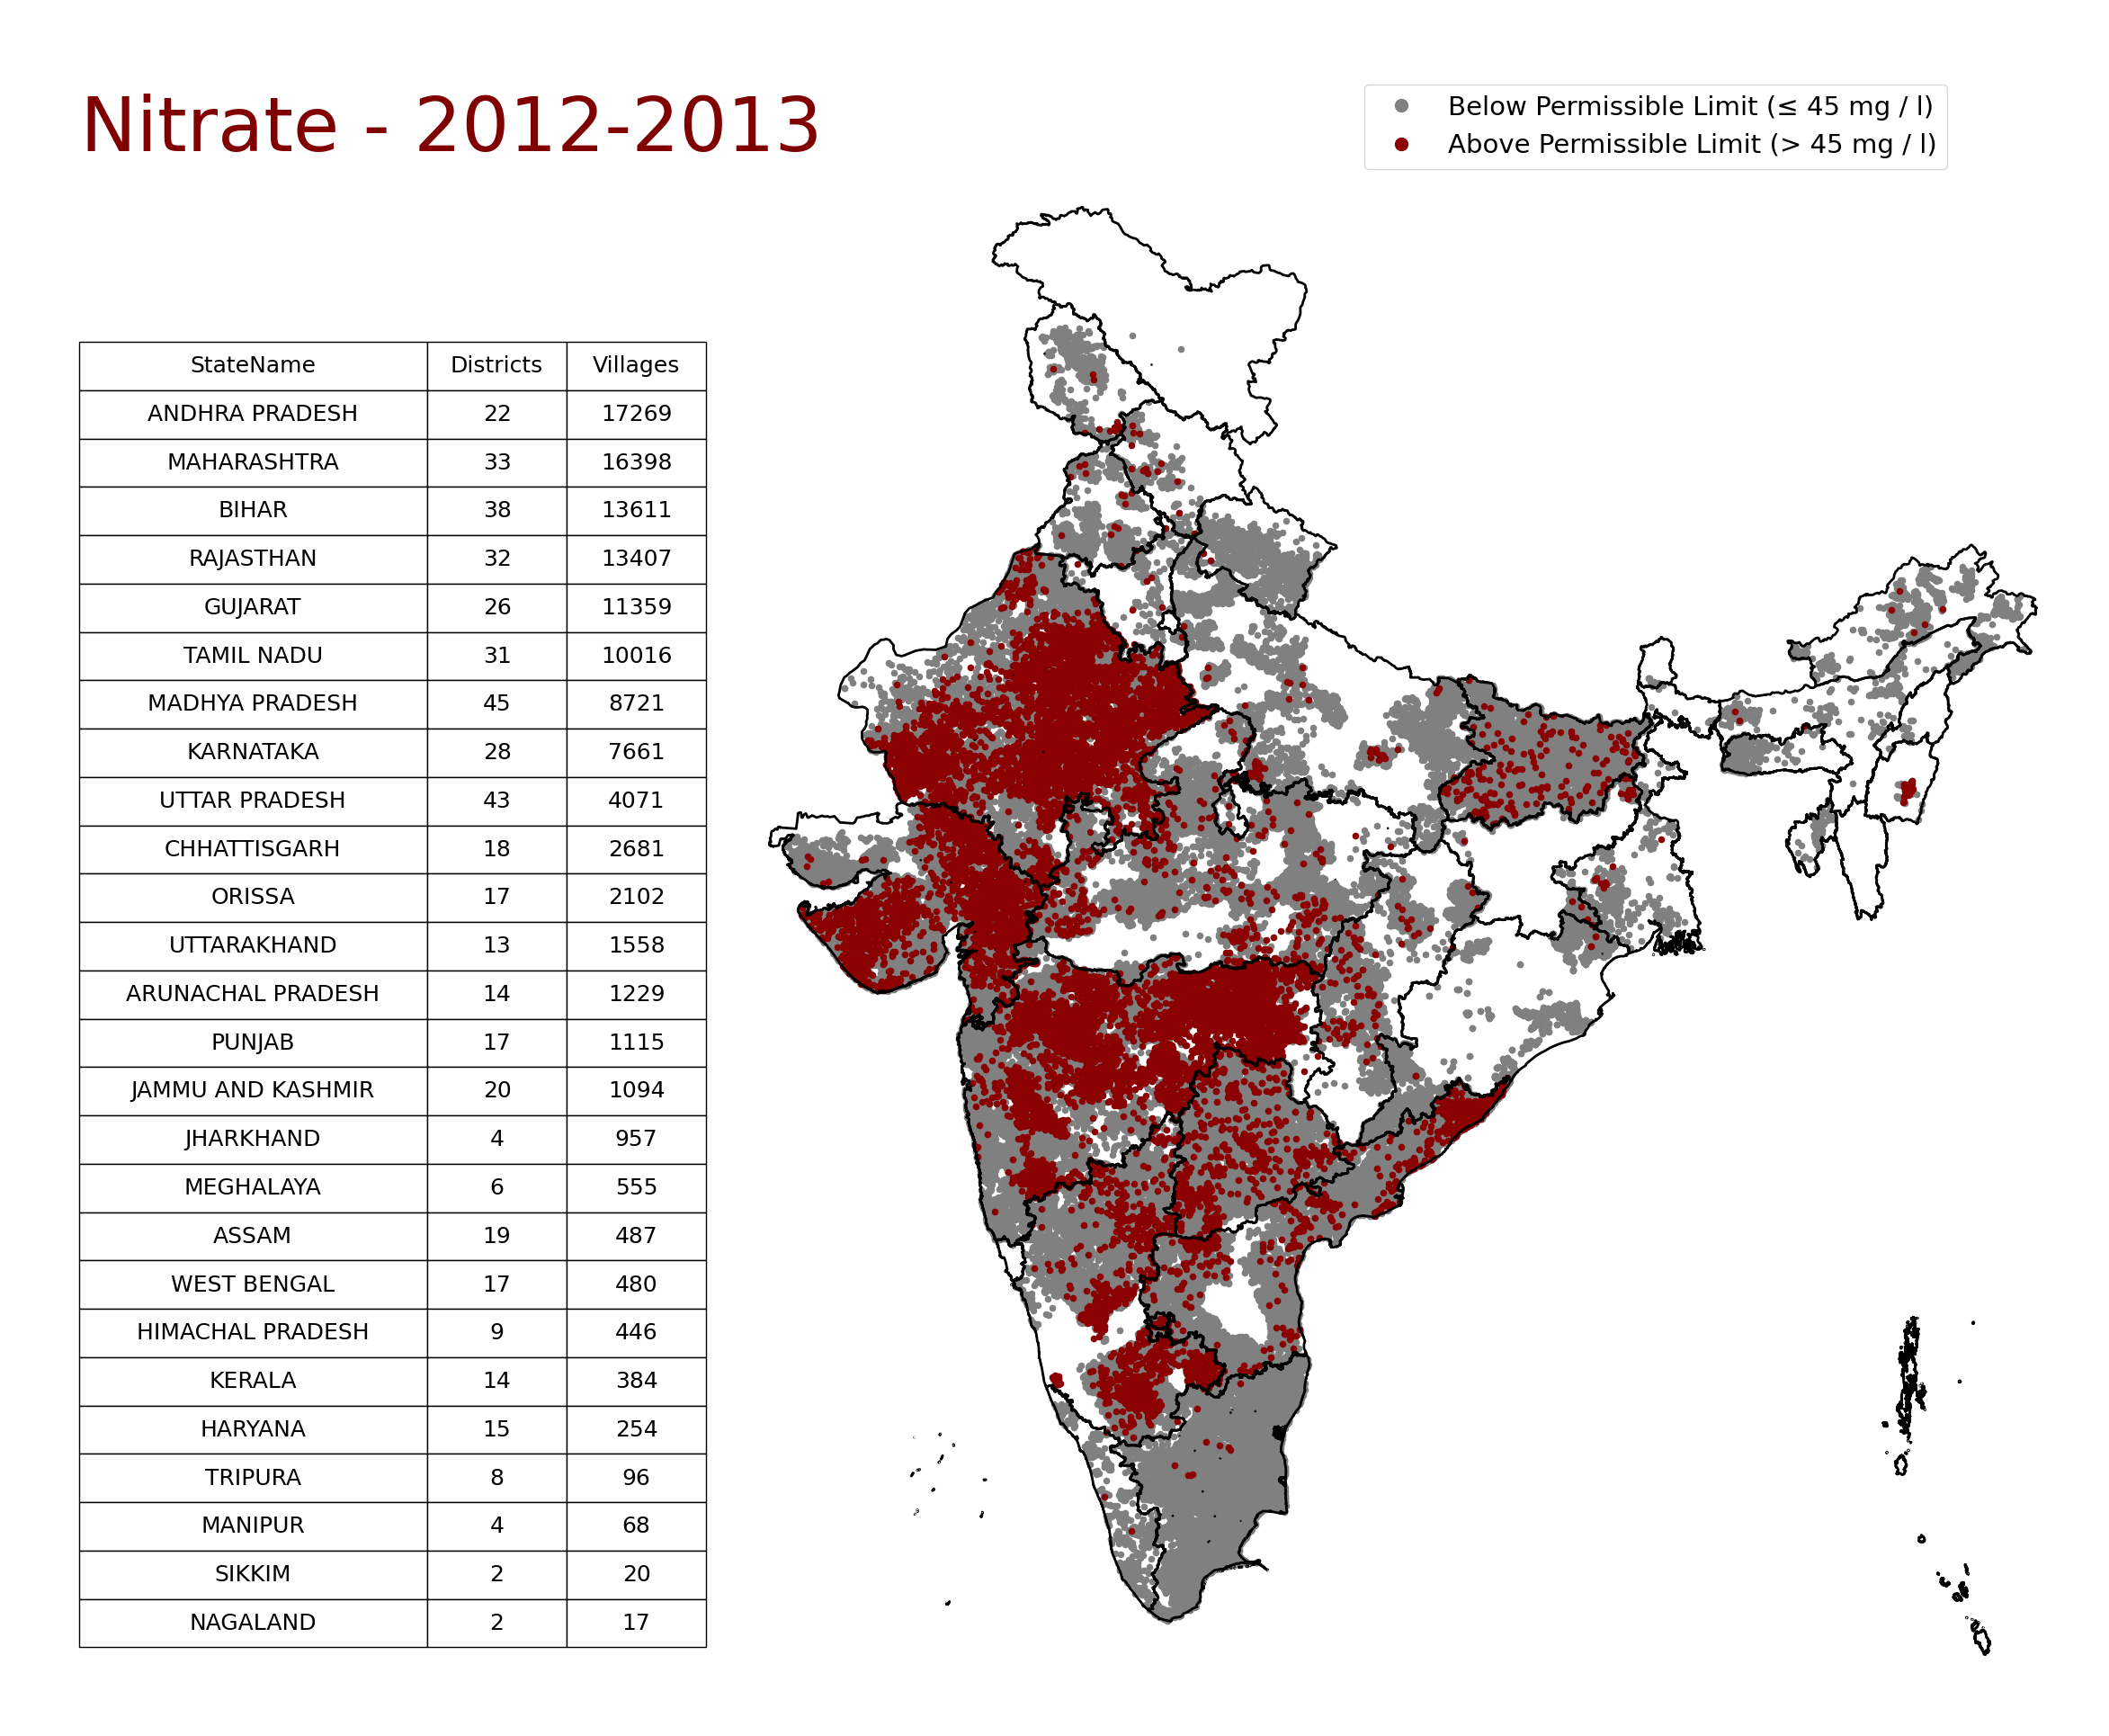 Nitrate - 2012-2013
Below Permissible Limit (≤ 45 mg / l)
Above Permissible Limit (> 45 mg / l)
StateName Districts Villages
ANDHRA PRADESH 22 17269
MAHARASHTRA 33 16398
BIHAR 38 13611
RAJASTHAN 32 13407
GUJARAT 26 11359
TAMIL NADU 31 10016
MADHYA PRADESH 45 8721
KARNATAKA 28 7661
UTTAR PRADESH 43 4071
CHHATTISGARH 18 2681
ORISSA 17 2102
UTTARAKHAND 13 1558
ARUNACHAL PRADESH 14 1229
PUNJAB 17 1115
JAMMU AND KASHMIR 20 1094
JHARKHAND 4 957
MEGHALAYA 6 555
ASSAM 19 487
WEST BENGAL 17 480
HIMACHAL PRADESH 9 446
KERALA 14 384
HARYANA 15 254
TRIPURA 8 96
MANIPUR 4 68
SIKKIM 2 20
NAGALAND 2 17